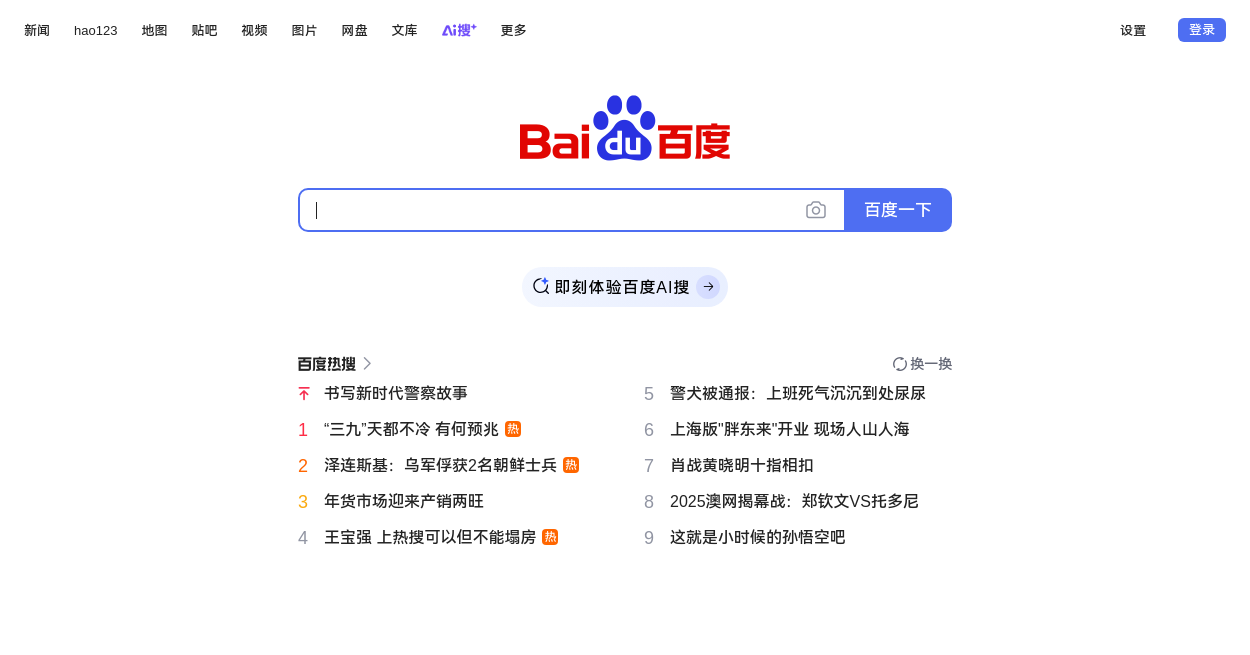 新闻 hao123 地图 贴吧 视频 图片 网盘 文库 Ai搜+ 更多 设置 登录
Baidu百度
百度一下
即刻体验百度AI搜
百度热搜 换一换
书写新时代警察故事
1 “三九”天都不冷 有何预兆 热
2 泽连斯基：乌军俘获2名朝鲜士兵 热
3 年货市场迎来产销两旺
4 王宝强 上热搜可以但不能塌房 热
5 警犬被通报：上班死气沉沉到处尿尿
6 上海版"胖东来"开业 现场人山人海
7 肖战黄晓明十指相扣
8 2025澳网揭幕战：郑钦文VS托多尼
9 这就是小时候的孙悟空吧